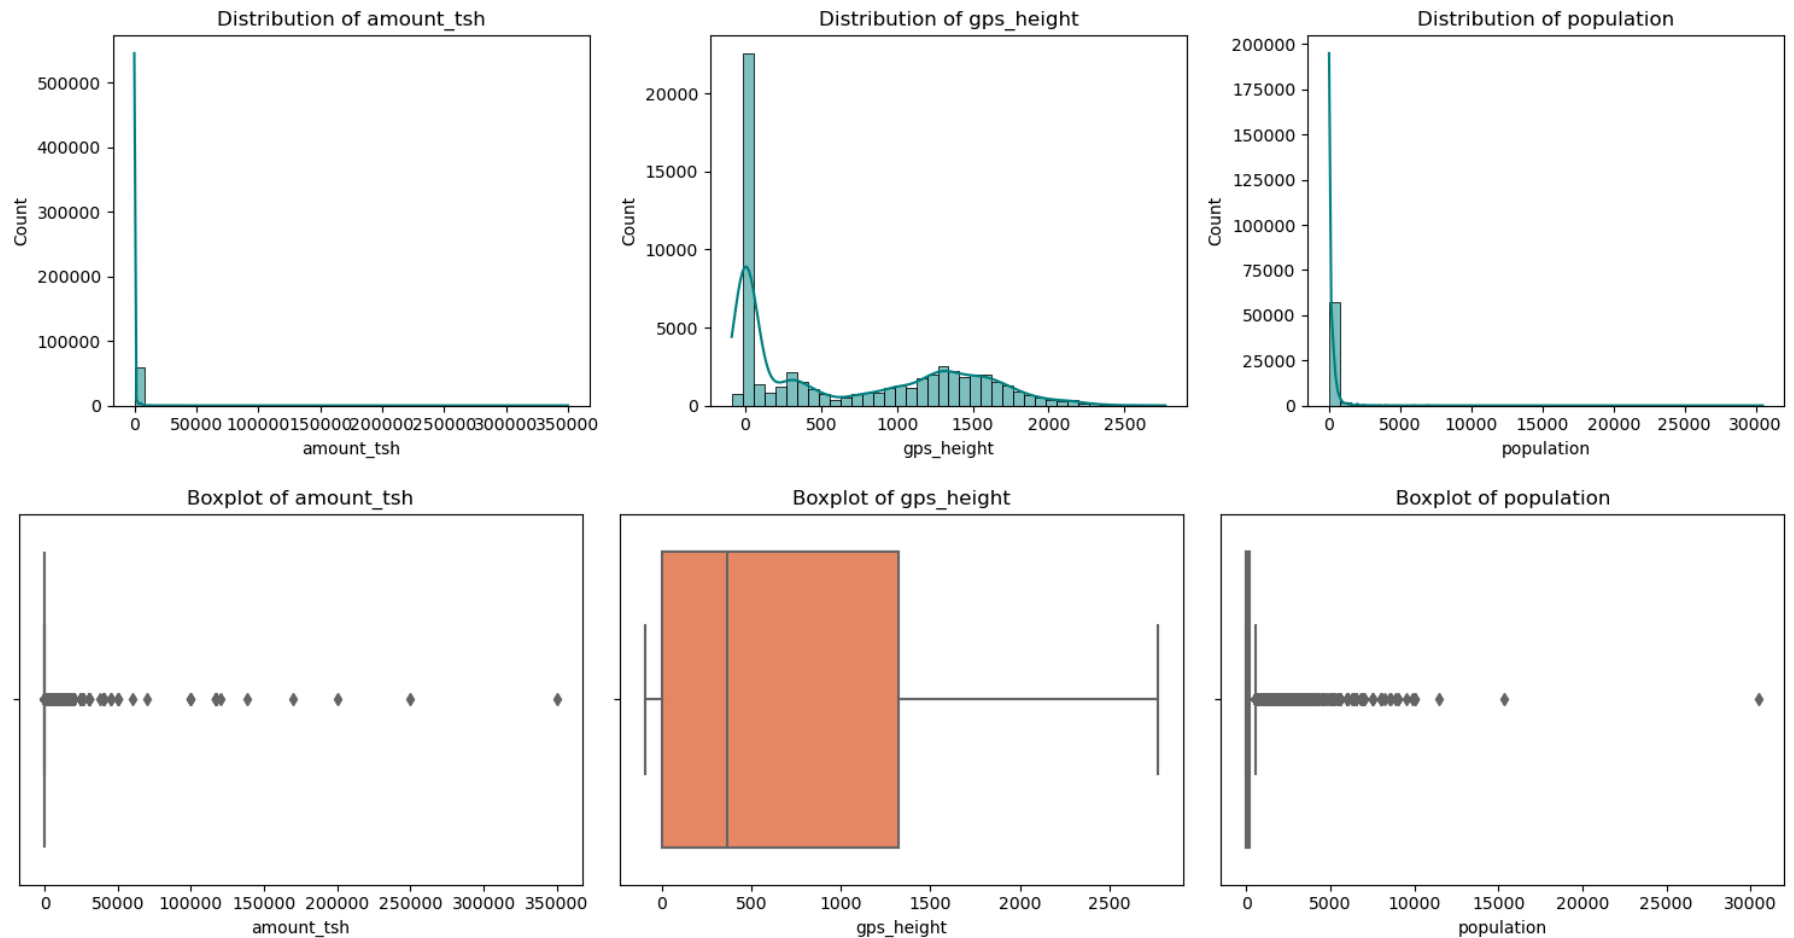 Distribution of amount_tsh
Distribution of gps_height
Distribution of population
Count
500000
400000
300000
200000
100000
0
0 50000 100000 150000 200000 250000 300000 350000
amount_tsh
Count
20000
15000
10000
5000
0
0 500 1000 1500 2000 2500
gps_height
Count
200000
175000
150000
125000
100000
75000
50000
25000
0
0 5000 10000 15000 20000 25000 30000
population
Boxplot of amount_tsh
Boxplot of gps_height
Boxplot of population
0 50000 100000 150000 200000 250000 300000 350000
amount_tsh
0 500 1000 1500 2000 2500
gps_height
0 5000 10000 15000 20000 25000 30000
population